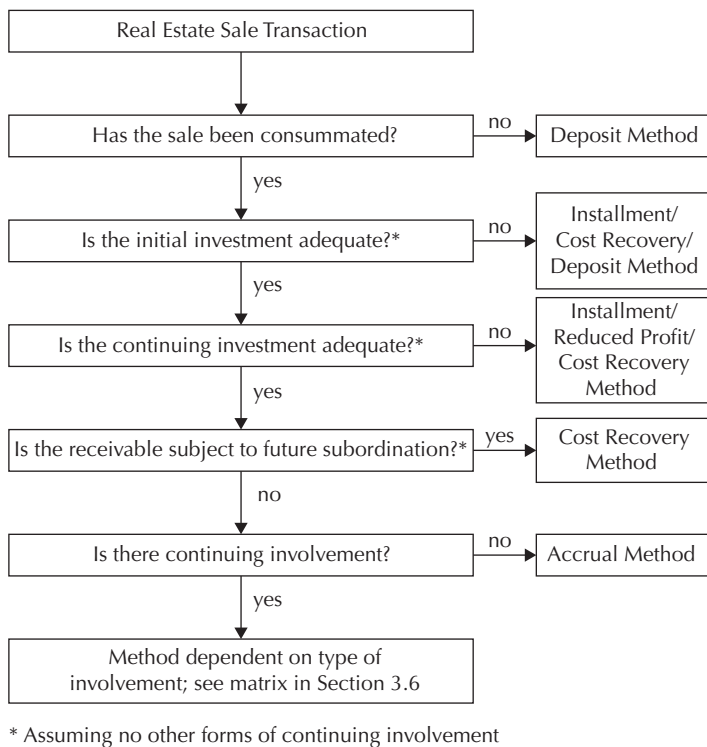 Real Estate Sale Transaction
Has the sale been consummated?
no
Deposit Method
yes
Is the initial investment adequate?*
no
Installment/
Cost Recovery/
Deposit Method
yes
Is the continuing investment adequate?*
no
Installment/
Reduced Profit/
Cost Recovery
Method
yes
Is the receivable subject to future subordination?*
yes
Cost Recovery
Method
no
Is there continuing involvement?
no
Accrual Method
yes
Method dependent on type of
involvement; see matrix in Section 3.6
* Assuming no other forms of continuing involvement